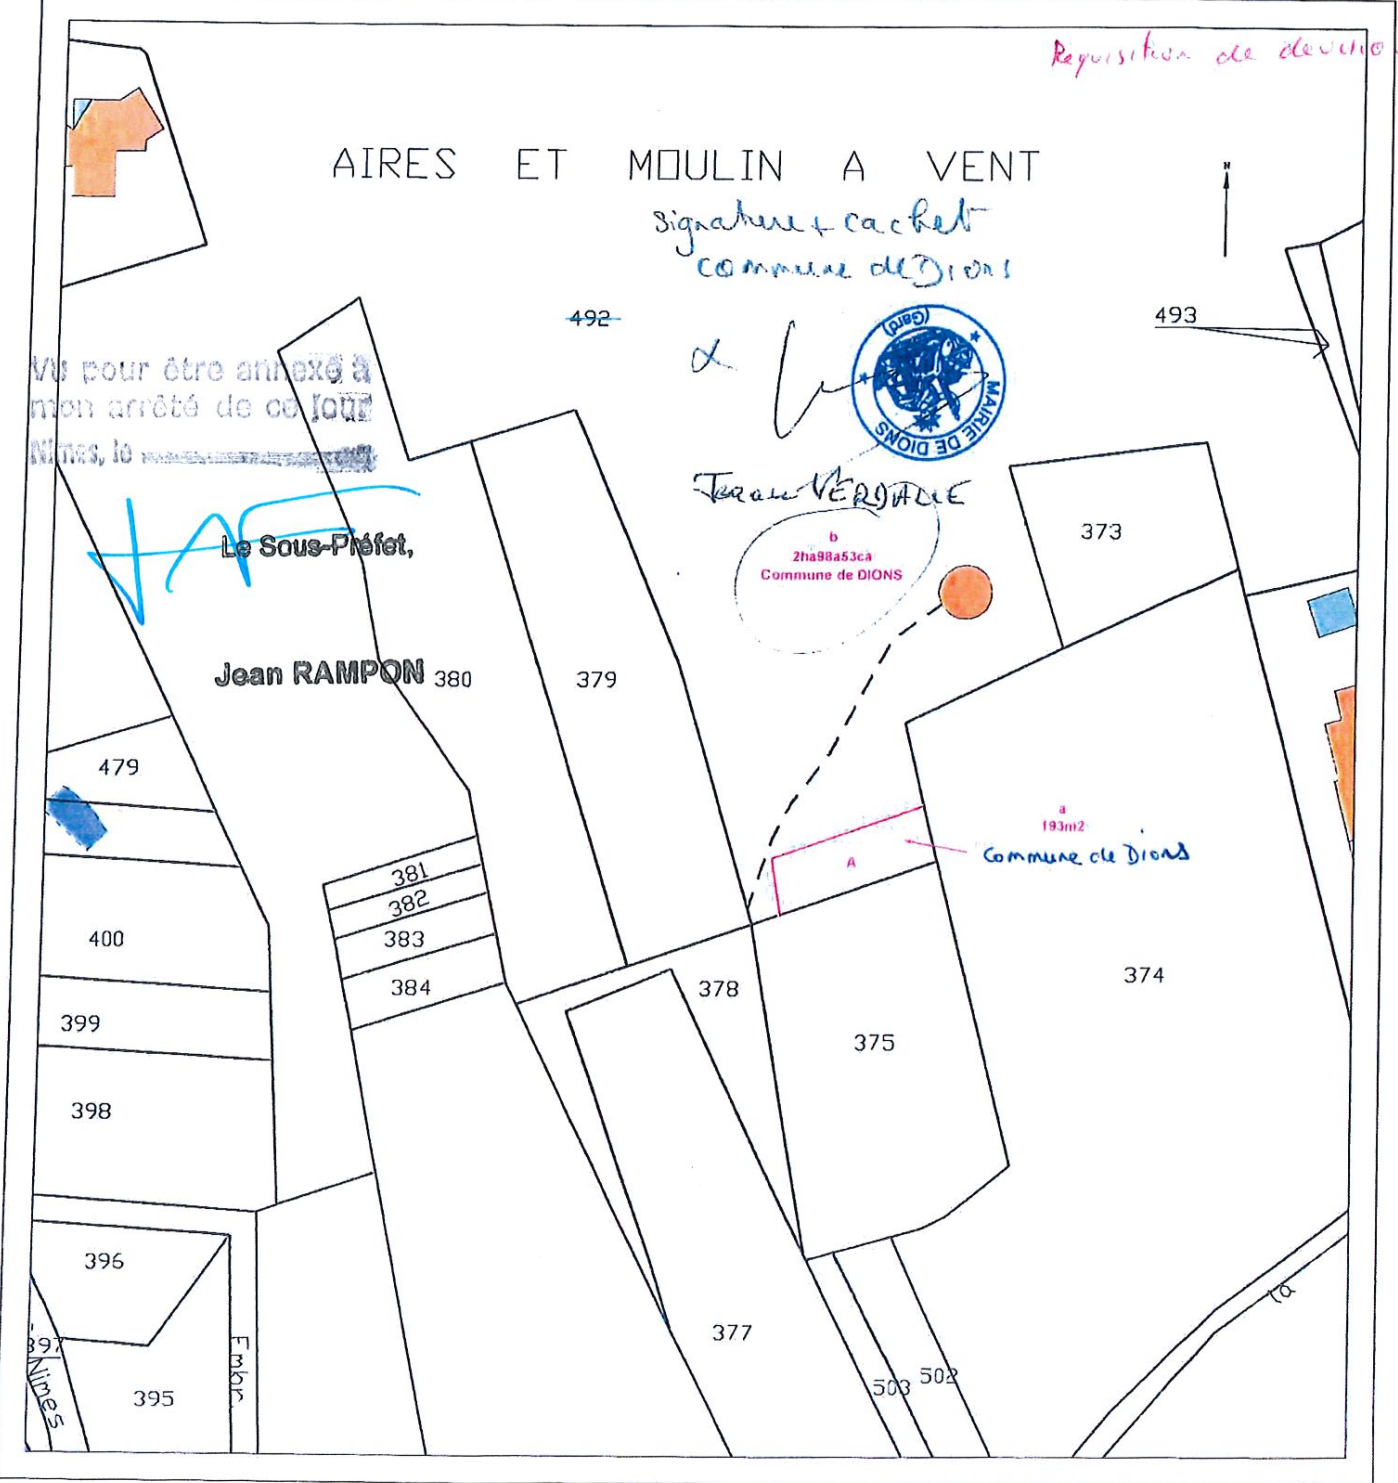 Requisition de
AIRES ET MOULIN A VENT
N
signature + cachet
commune de Dions
492
493
(Gard)
MAIRIE DE DIONS
Vu pour être annexé à
mon arrêté de ce jour
Nîmes, le
VERDALLE
373
b
2ha98a53ca
Commune de DIONS
Le Sous-Préfet,
Jean RAMPON
380
379
479
a
193m2
Commune de Dions
A
381
382
383
384
400
378
374
399
375
398
396
397
377
la
Nimes
Embr.
395
503
502